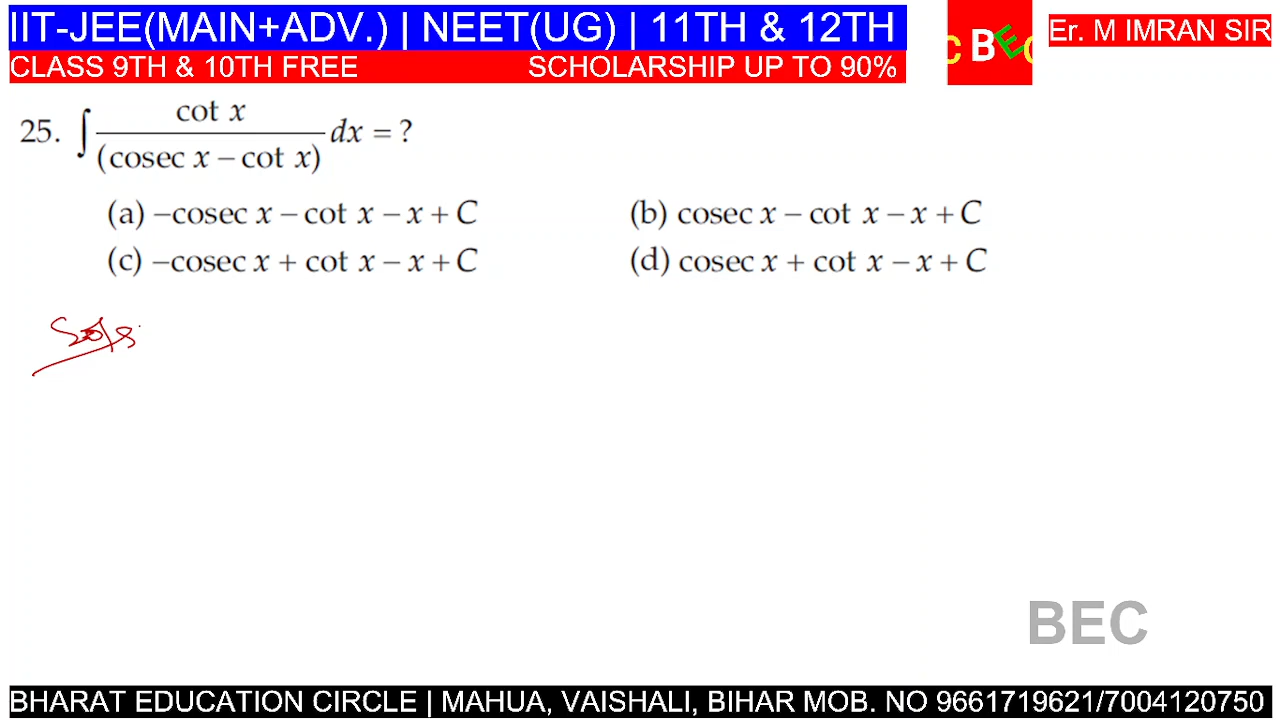 IIT-JEE(MAIN+ADV.) | NEET(UG) | 11TH & 12TH
CLASS 9TH & 10TH FREE SCHOLARSHIP UP TO 90%
C BEC
Er. M IMRAN SIR
25. ∫ cot x / (cosec x − cot x) dx = ?
(a) −cosec x − cot x − x + C (b) cosec x − cot x − x + C
(c) −cosec x + cot x − x + C (d) cosec x + cot x − x + C
BEC
BHARAT EDUCATION CIRCLE | MAHUA, VAISHALI, BIHAR MOB. NO 9661719621/7004120750